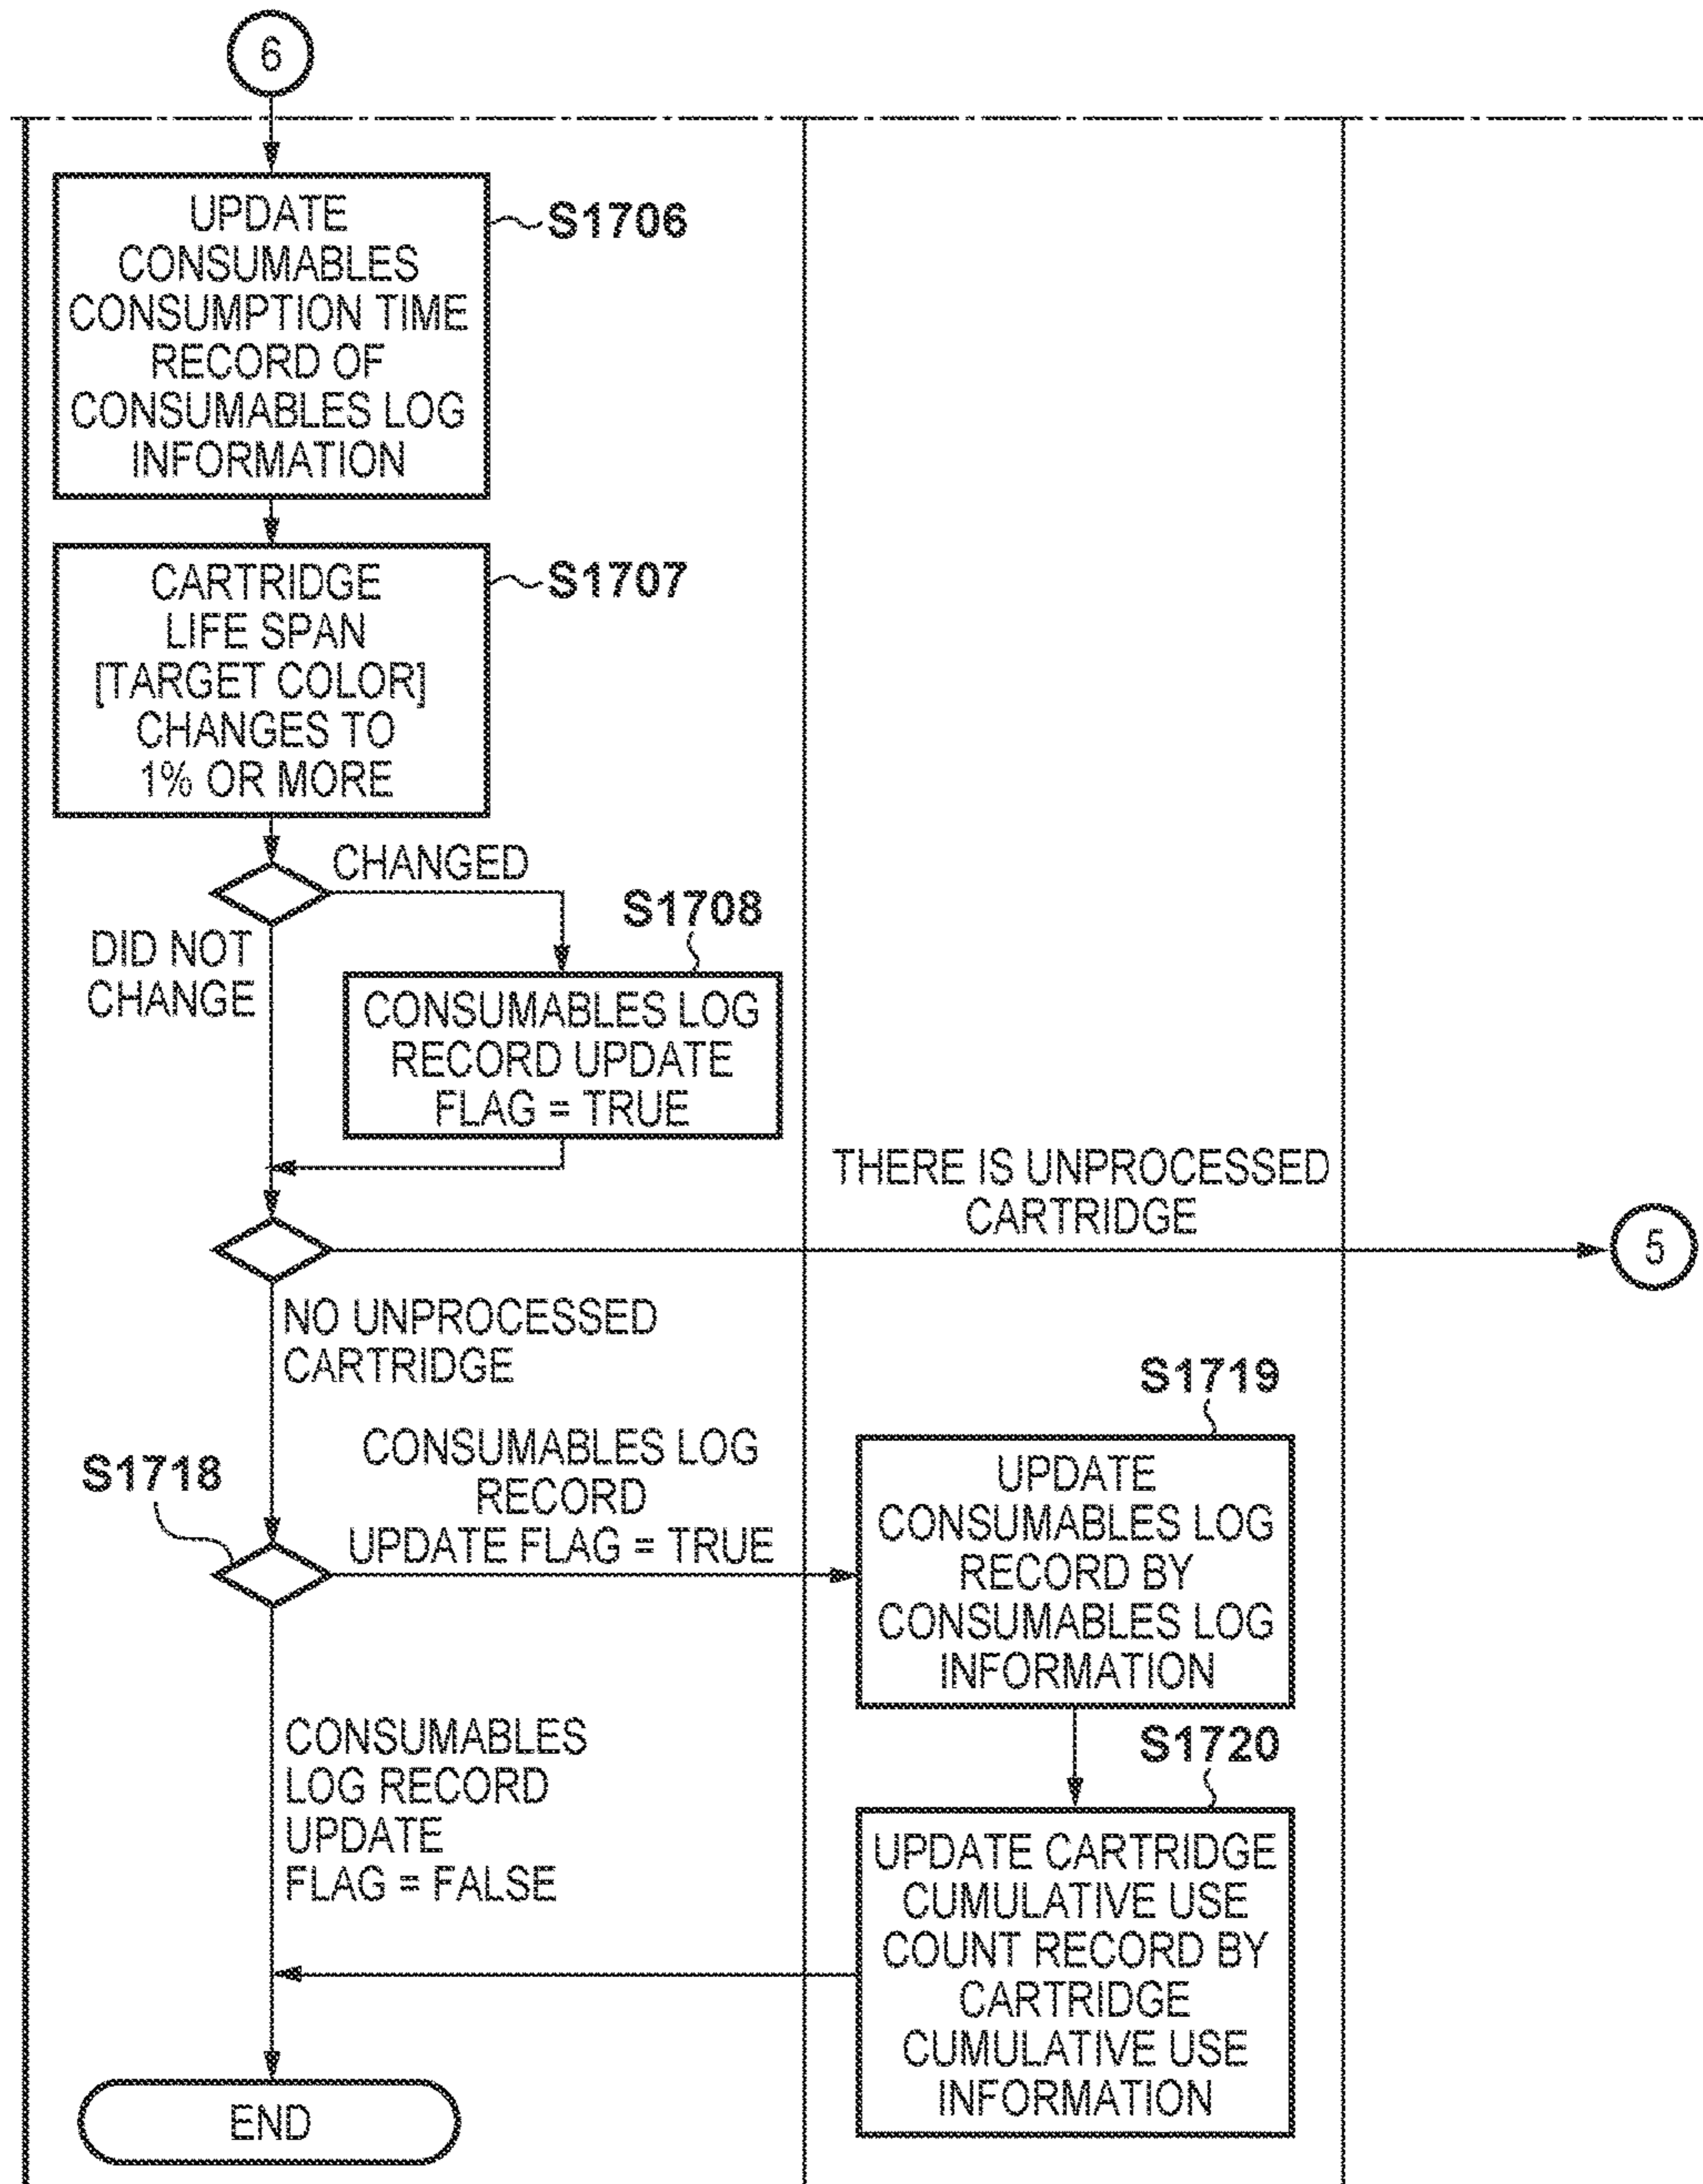 6
UPDATE
CONSUMABLES
CONSUMPTION TIME
RECORD OF
CONSUMABLES LOG
INFORMATION
S1706
CARTRIDGE
LIFE SPAN
[TARGET COLOR]
CHANGES TO
1% OR MORE
S1707
CHANGED
DID NOT
CHANGE
S1708
CONSUMABLES LOG
RECORD UPDATE
FLAG = TRUE
THERE IS UNPROCESSED
CARTRIDGE
5
NO UNPROCESSED
CARTRIDGE
S1718
CONSUMABLES LOG
RECORD
UPDATE FLAG = TRUE
S1719
UPDATE
CONSUMABLES LOG
RECORD BY
CONSUMABLES LOG
INFORMATION
CONSUMABLES
LOG RECORD
UPDATE
FLAG = FALSE
S1720
UPDATE CARTRIDGE
CUMULATIVE USE
COUNT RECORD BY
CARTRIDGE
CUMULATIVE USE
INFORMATION
END